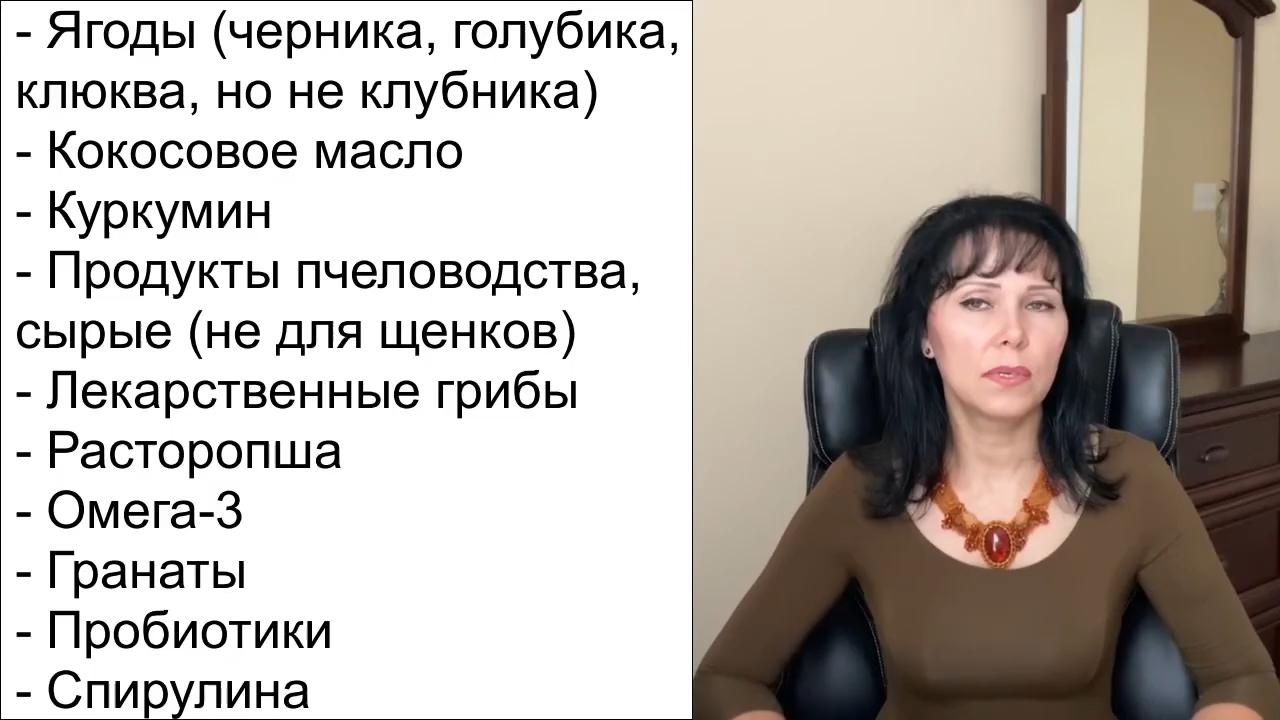 - Ягоды (черника, голубика,
клюква, но не клубника)
- Кокосовое масло
- Куркумин
- Продукты пчеловодства,
сырые (не для щенков)
- Лекарственные грибы
- Расторопша
- Омега-3
- Гранаты
- Пробиотики
- Спирулина